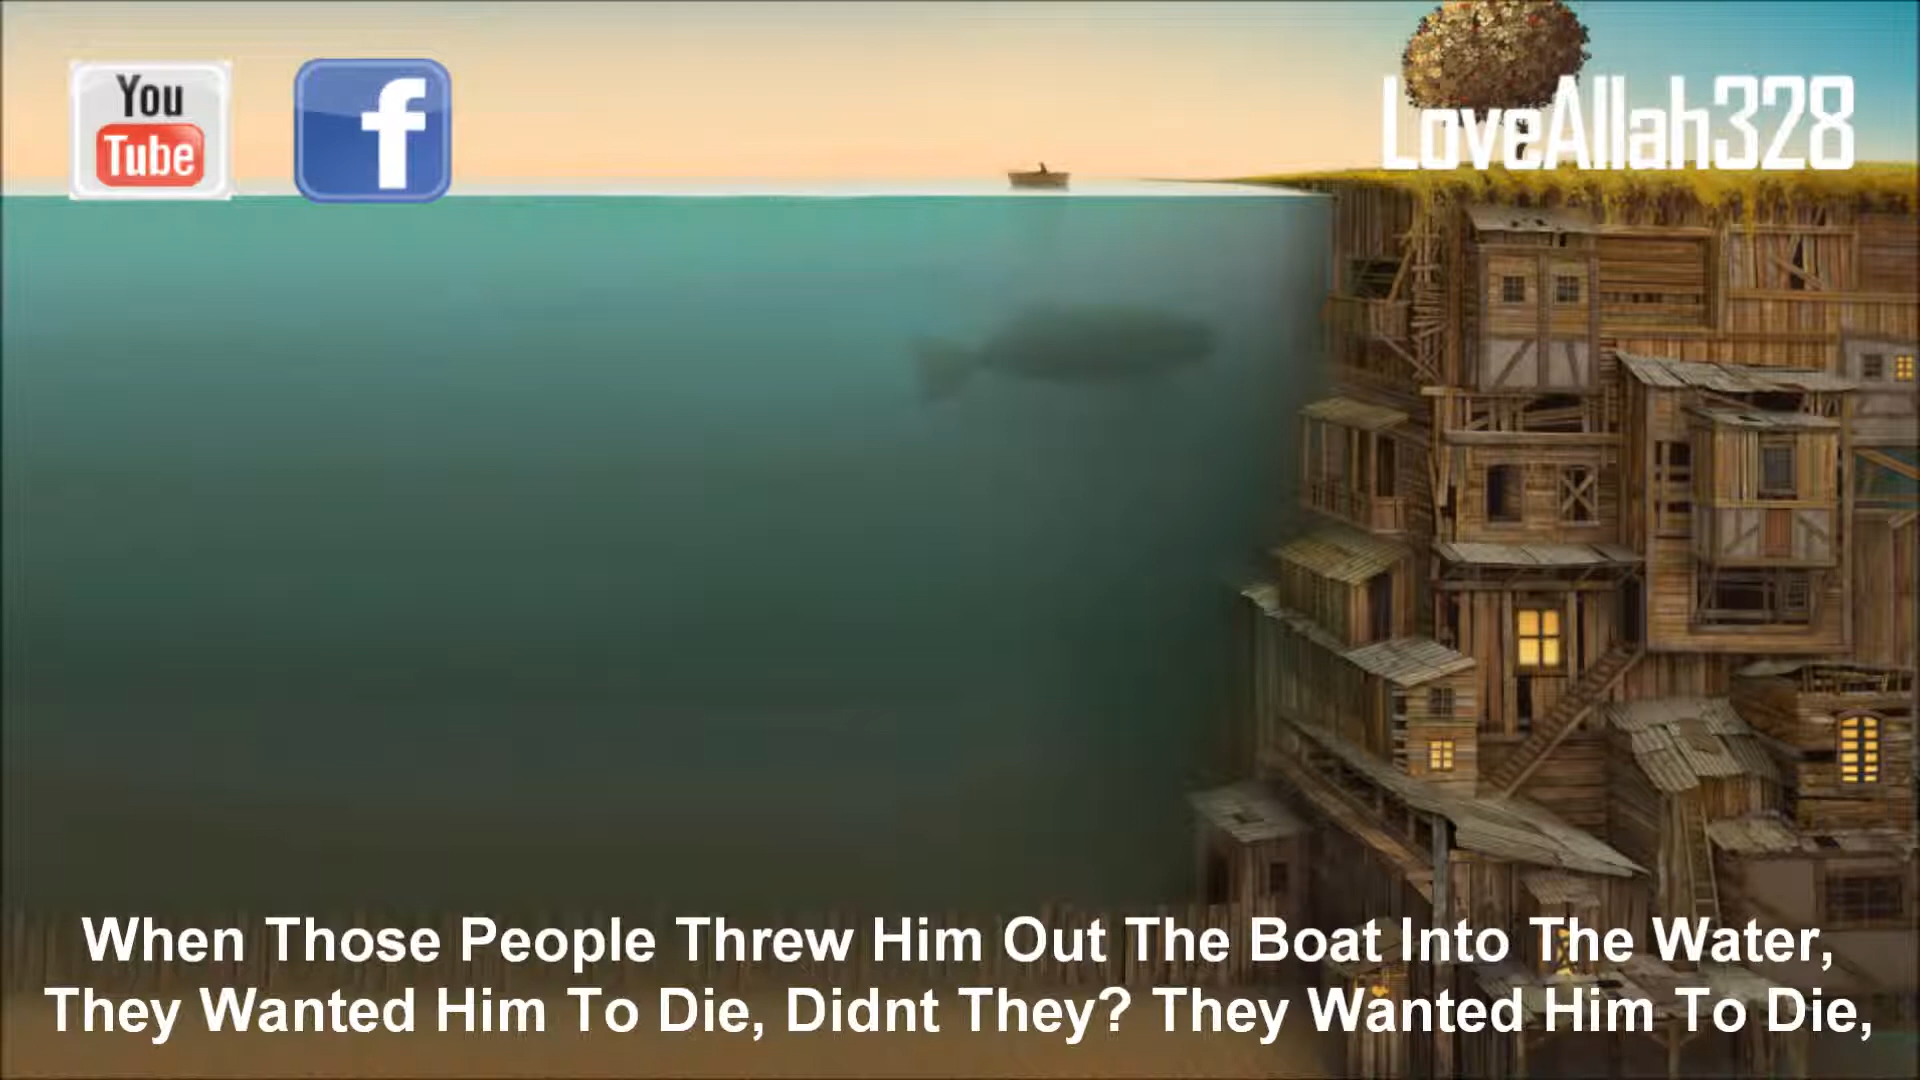 You
Tube
f
LoveAllah328
When Those People Threw Him Out The Boat Into The Water,
They Wanted Him To Die, Didnt They? They Wanted Him To Die,